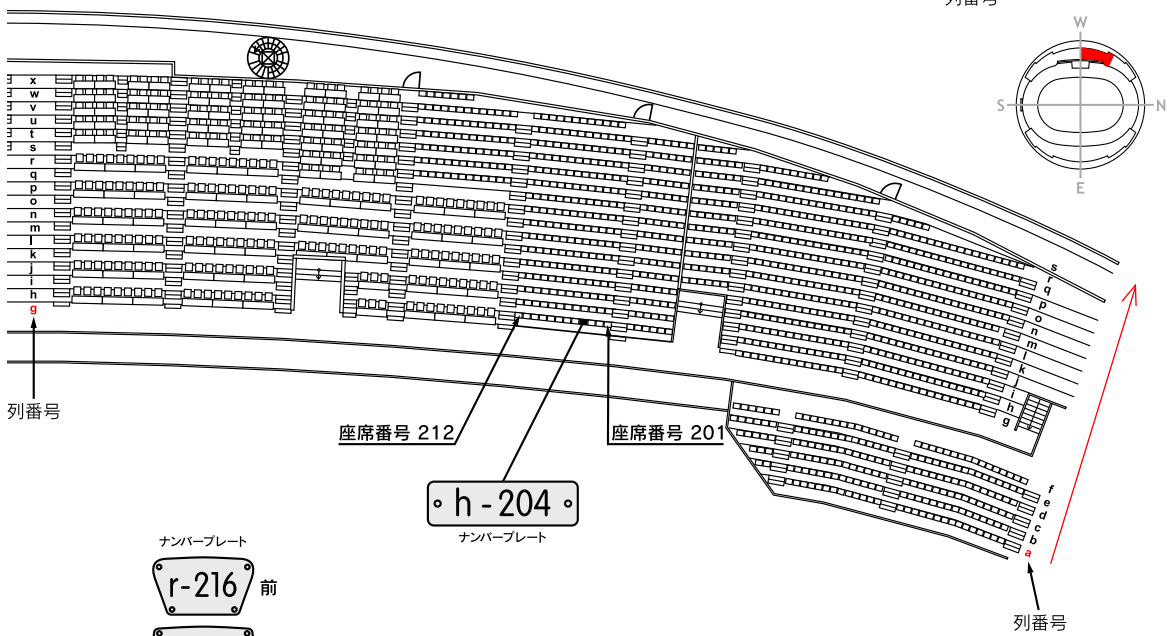 列番号
W
S
N
E
x
w
v
u
t
s
r
q
p
o
n
m
l
k
j
i
h
g
列番号
s
r
q
p
o
n
m
l
k
j
i
h
g
座席番号 212
座席番号 201
h - 204
ナンバープレート
f
e
d
c
b
a
列番号
ナンバープレート
r-216 前